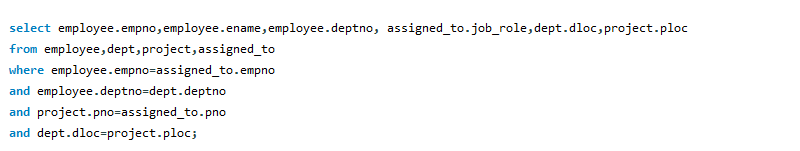 select employee.empno,employee.ename,employee.deptno, assigned_to.job_role,dept.dloc,project.ploc
from employee,dept,project,assigned_to
where employee.empno=assigned_to.empno
and employee.deptno=dept.deptno
and project.pno=assigned_to.pno
and dept.dloc=project.ploc;